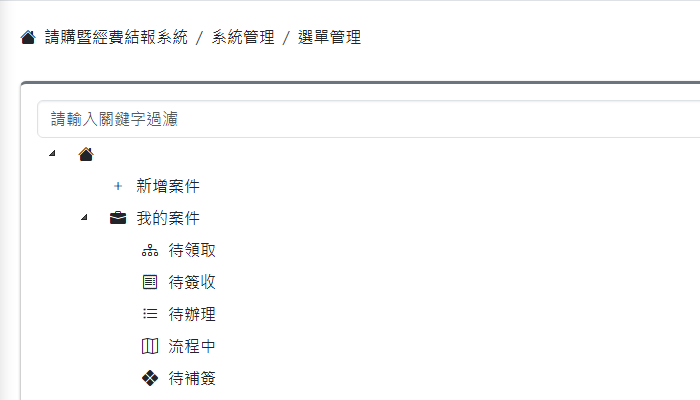 請購暨經費結報系統 / 系統管理 / 選單管理
請輸入關鍵字過濾
新增案件
我的案件
待領取
待簽收
待辦理
流程中
待補簽